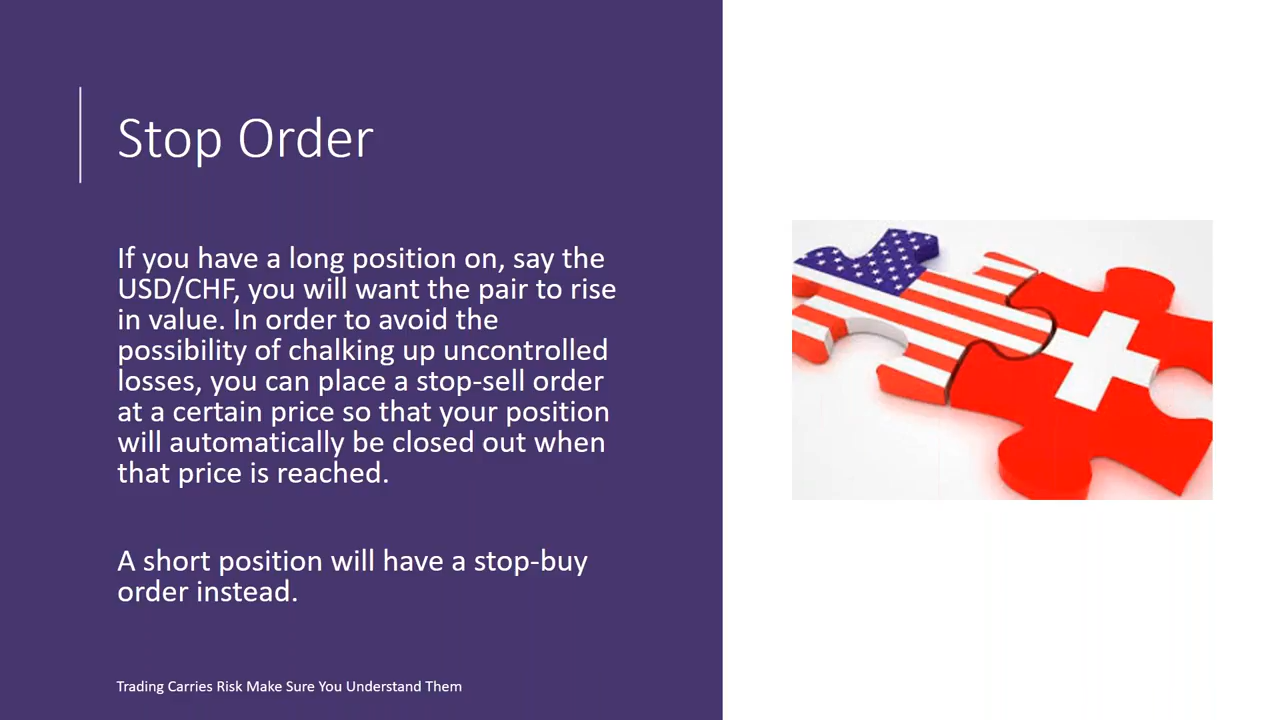 Stop Order
If you have a long position on, say the
USD/CHF, you will want the pair to rise
in value. In order to avoid the
possibility of chalking up uncontrolled
losses, you can place a stop-sell order
at a certain price so that your position
will automatically be closed out when
that price is reached.
A short position will have a stop-buy
order instead.
Trading Carries Risk Make Sure You Understand Them